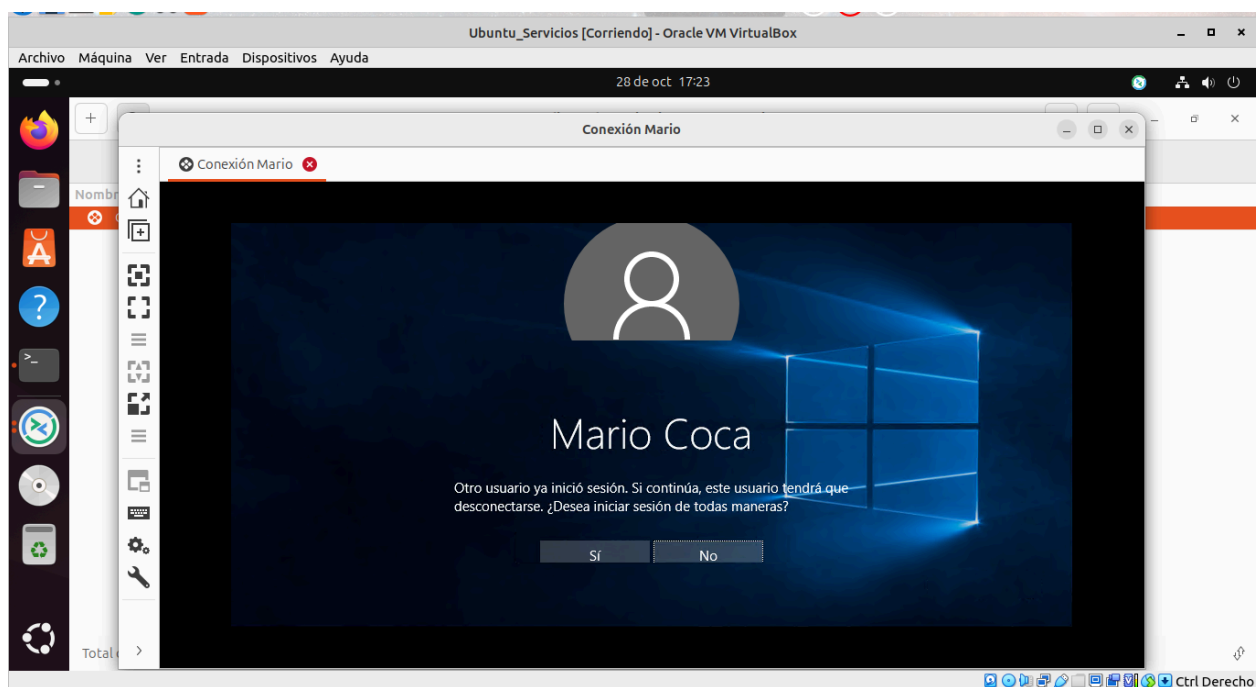 Ubuntu_Servicios [Corriendo] - Oracle VM VirtualBox
Archivo Máquina Ver Entrada Dispositivos Ayuda
28 de oct 17:23
Conexión Mario
Conexión Mario
Nombr
Mario Coca
Otro usuario ya inició sesión. Si continúa, este usuario tendrá que
desconectarse. ¿Desea iniciar sesión de todas maneras?
Sí No
Total
Ctrl Derecho